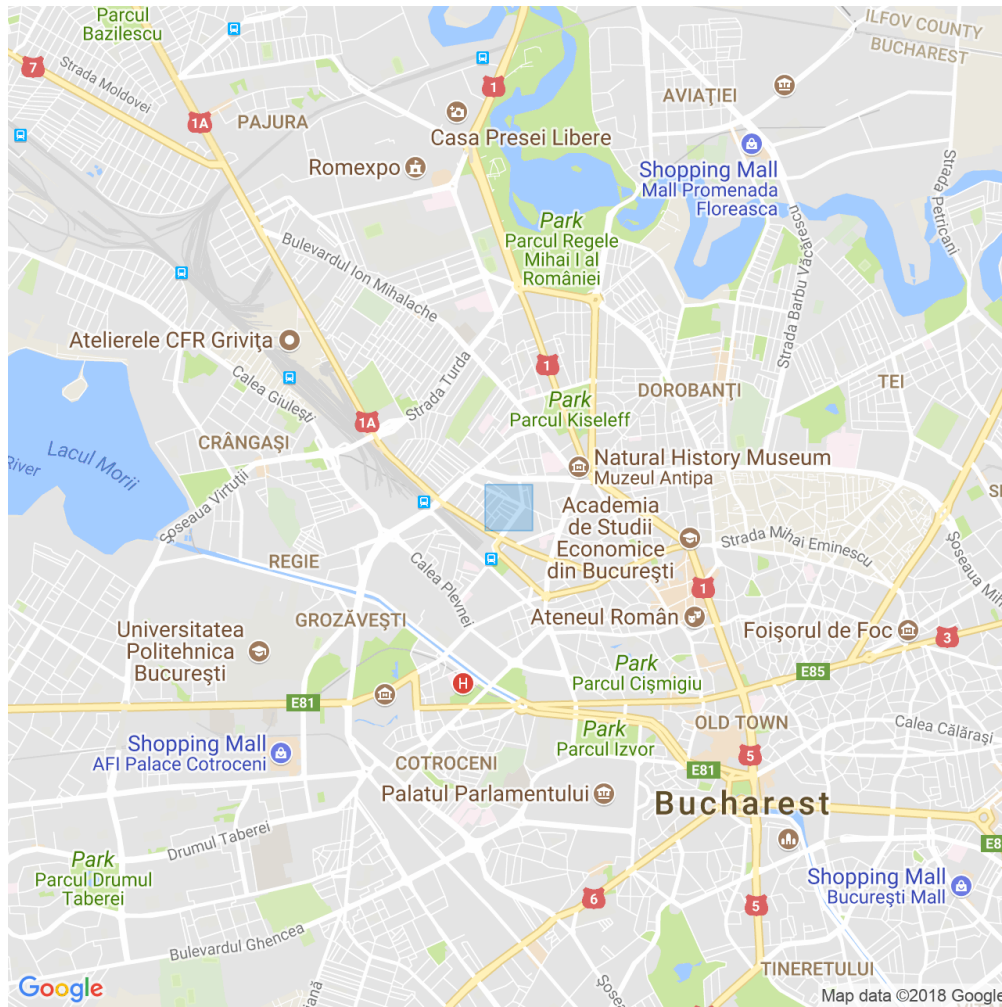 Parcul
Bazilescu
ILFOV COUNTY
BUCHAREST
7
Strada Moldovei
1
AVIAŢIEI
1A
PAJURA
Casa Presei Libere
Romexpo
Shopping Mall
Mall Promenada
Floreasca
Strada Petricani
Park
Parcul Regele
Mihai I al
României
Strada Barbu Văcărescu
Bulevardul Ion Mihalache
Atelierele CFR Griviţa
Calea Giuleşti
Strada Turda
1
DOROBANŢI
TEI
Park
Parcul Kiseleff
1A
CRÂNGAŞI
Lacul Morii
River
Şoseaua Virtuţii
Natural History Museum
Muzeul Antipa
Academia
de Studii
Economice
din Bucureşti
Strada Mihai Eminescu
REGIE
Calea Plevnei
1
GROZĂVEŞTI
Ateneul Român
Foişorul de Foc
3
Universitatea
Politehnica
Bucureşti
Park
Parcul Cişmigiu
E85
H
E81
OLD TOWN
Calea Călăraşi
Park
Parcul Izvor
Shopping Mall
AFI Palace Cotroceni
COTROCENI
5
E81
Palatul Parlamentului
Bucharest
Drumul Taberei
Park
Parcul Drumul
Taberei
Shopping Mall
Bucureşti Mall
6
5
Bulevardul Ghencea
TINERETULUI
Google
Map data ©2018 Google